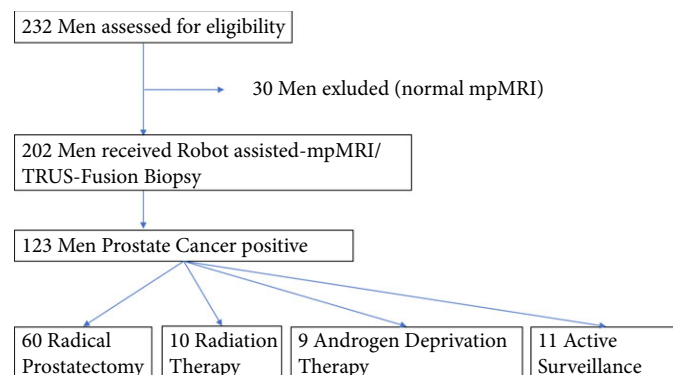 232 Men assessed for eligibility
30 Men exluded (normal mpMRI)
202 Men received Robot assisted-mpMRI/
TRUS-Fusion Biopsy
123 Men Prostate Cancer positive
60 Radical
Prostatectomy
10 Radiation
Therapy
9 Androgen Deprivation
Therapy
11 Active
Surveillance